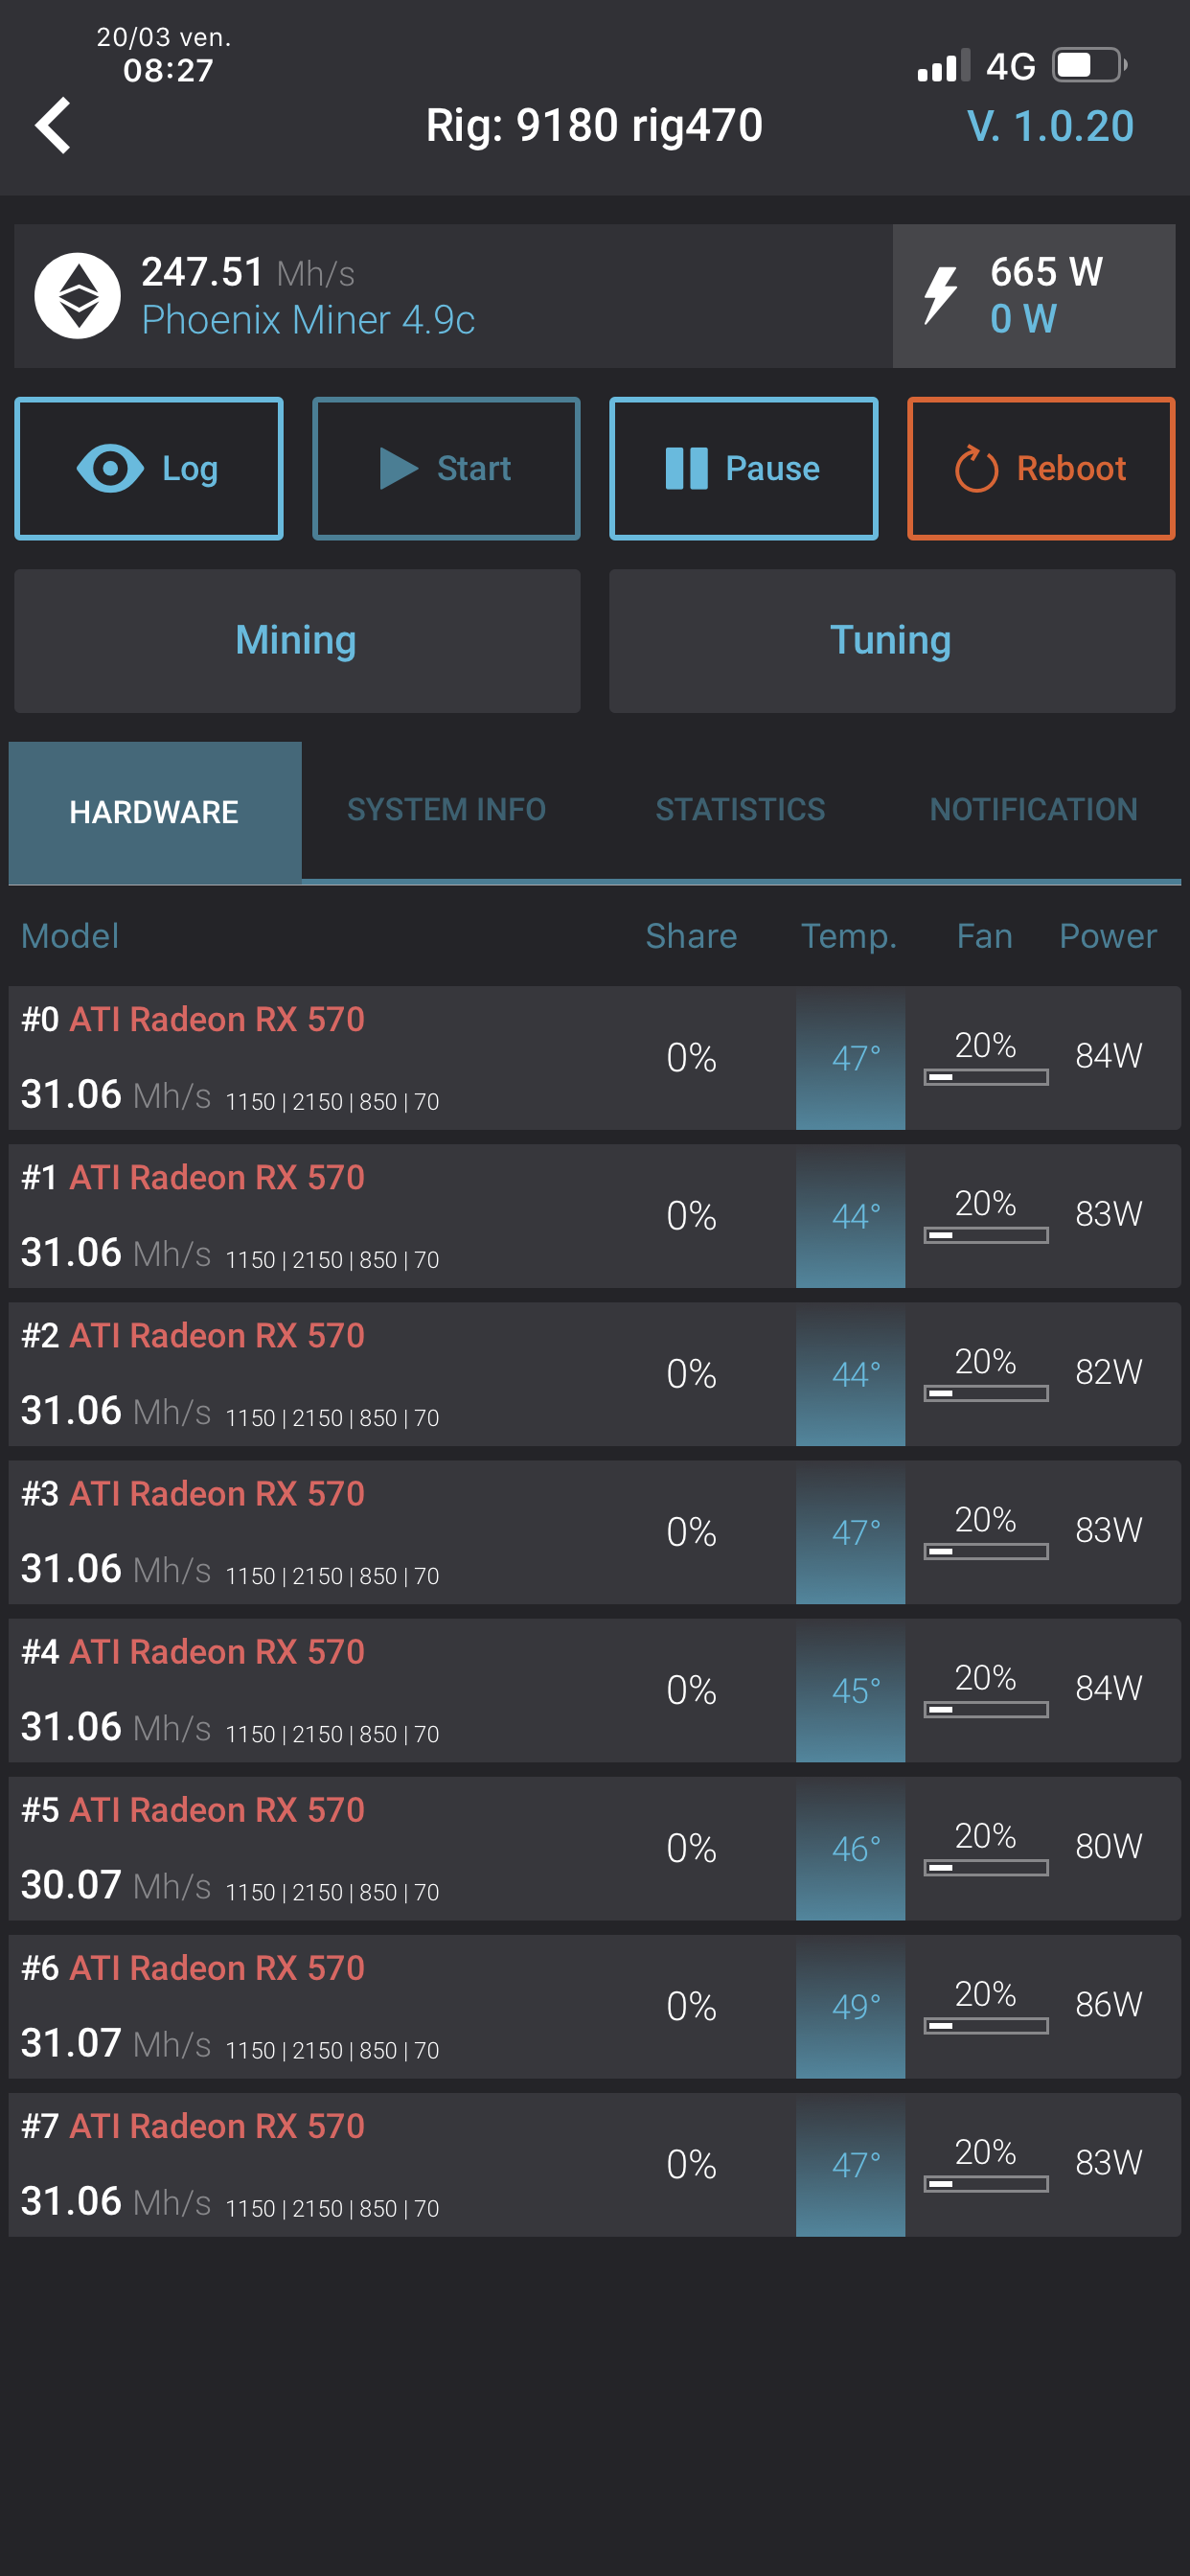 20/03 ven.
08:27
4G
Rig: 9180 rig470
V. 1.0.20
247.51 Mh/s
Phoenix Miner 4.9c
665 W
0 W
Log
Start
Pause
Reboot
Mining
Tuning
HARDWARE
SYSTEM INFO
STATISTICS
NOTIFICATION
Model Share Temp. Fan Power
#0 ATI Radeon RX 570
31.06 Mh/s 1150 | 2150 | 850 | 70
0% 47° 20% 84W
#1 ATI Radeon RX 570
31.06 Mh/s 1150 | 2150 | 850 | 70
0% 44° 20% 83W
#2 ATI Radeon RX 570
31.06 Mh/s 1150 | 2150 | 850 | 70
0% 44° 20% 82W
#3 ATI Radeon RX 570
31.06 Mh/s 1150 | 2150 | 850 | 70
0% 47° 20% 83W
#4 ATI Radeon RX 570
31.06 Mh/s 1150 | 2150 | 850 | 70
0% 45° 20% 84W
#5 ATI Radeon RX 570
30.07 Mh/s 1150 | 2150 | 850 | 70
0% 46° 20% 80W
#6 ATI Radeon RX 570
31.07 Mh/s 1150 | 2150 | 850 | 70
0% 49° 20% 86W
#7 ATI Radeon RX 570
31.06 Mh/s 1150 | 2150 | 850 | 70
0% 47° 20% 83W